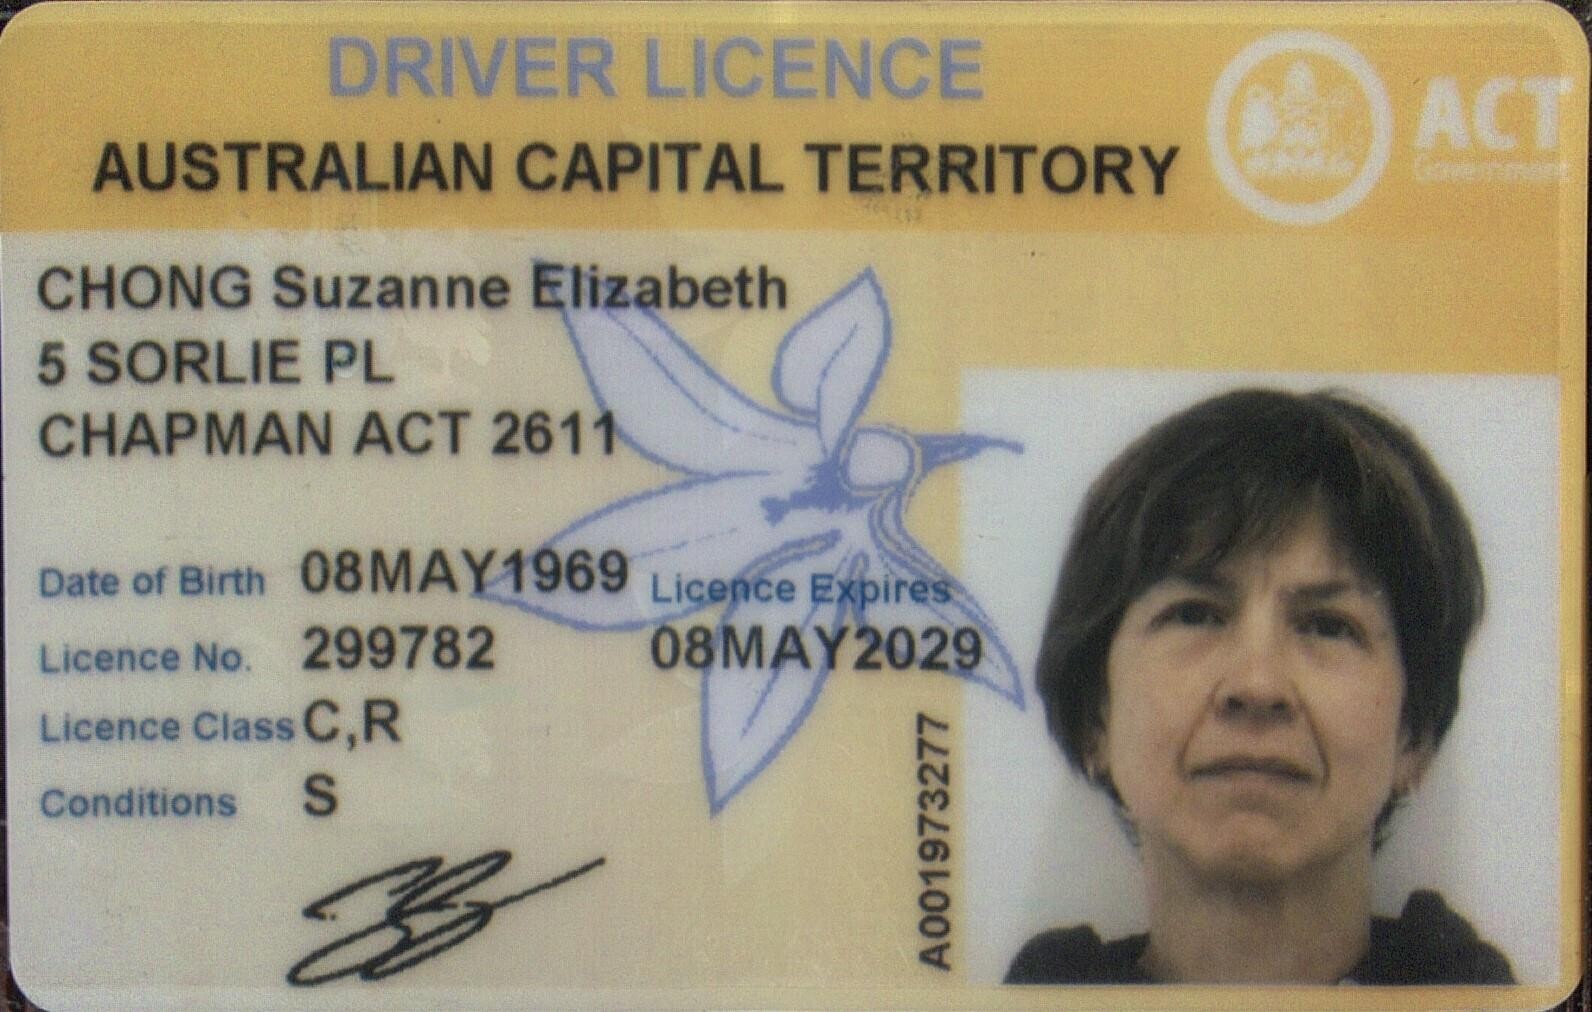 DRIVER LICENCE
AUSTRALIAN CAPITAL TERRITORY
ACT
Government
CHONG Suzanne Elizabeth
5 SORLIE PL
CHAPMAN ACT 2611
Date of Birth 08MAY1969
Licence Expires
Licence No. 299782
08MAY2029
Licence Class C,R
Conditions S
A001973277